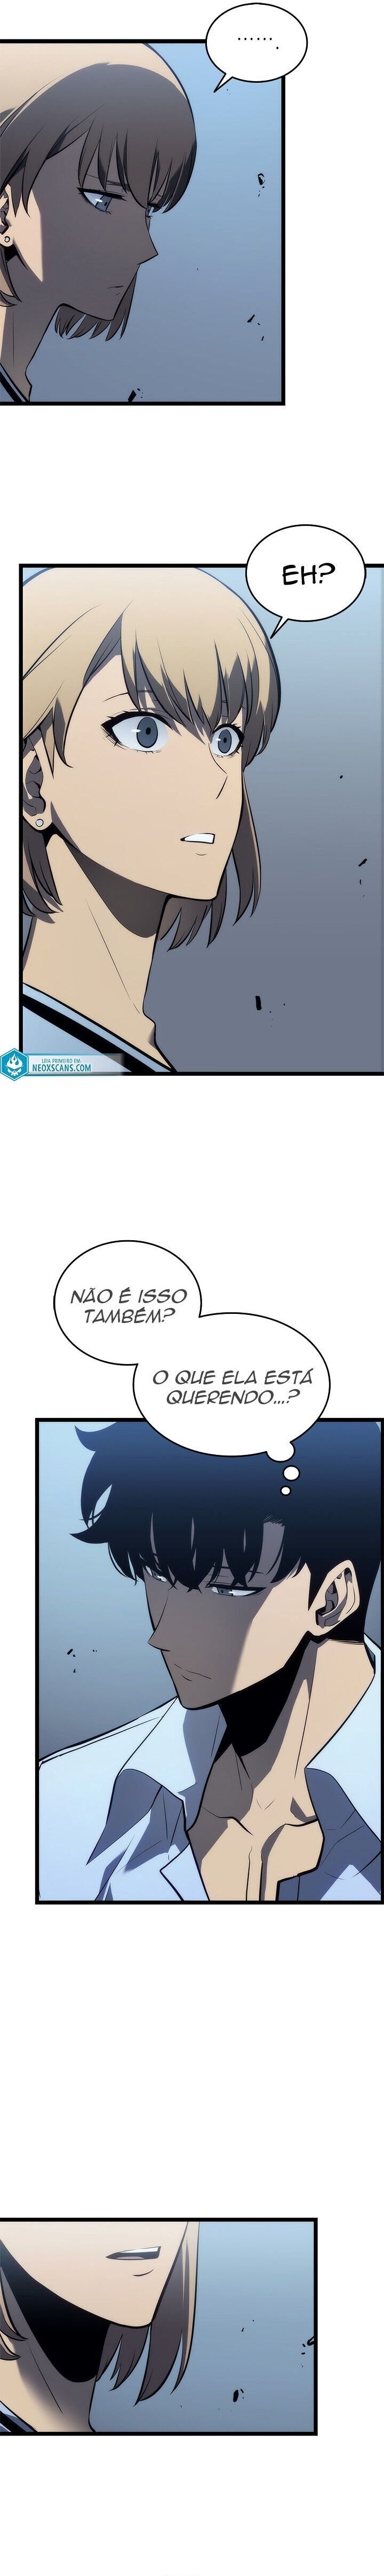 .......
EH?
LEIA PRIMEIRO EM
NEOXSCANS.COM
NÃO É ISSO
TAMBÉM?
O QUE ELA ESTÁ
QUERENDO...?